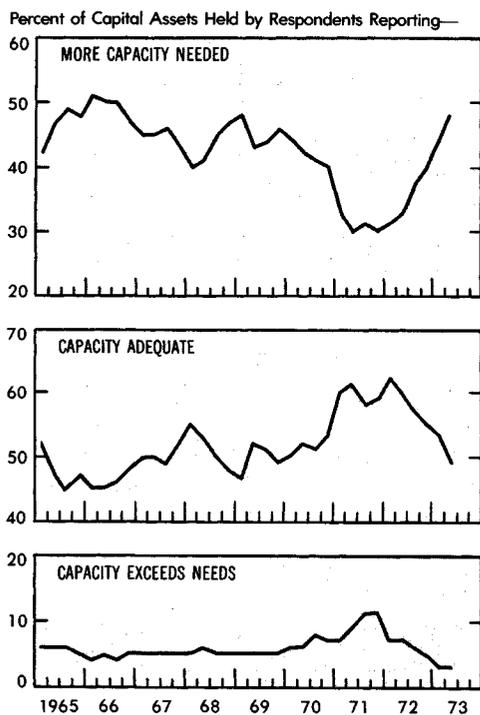 Percent of Capital Assets Held by Respondents Reporting—
60
MORE CAPACITY NEEDED
50
40
30
20
70
CAPACITY ADEQUATE
60
50
40
20
CAPACITY EXCEEDS NEEDS
10
0
1965 66 67 68 69 70 71 72 73